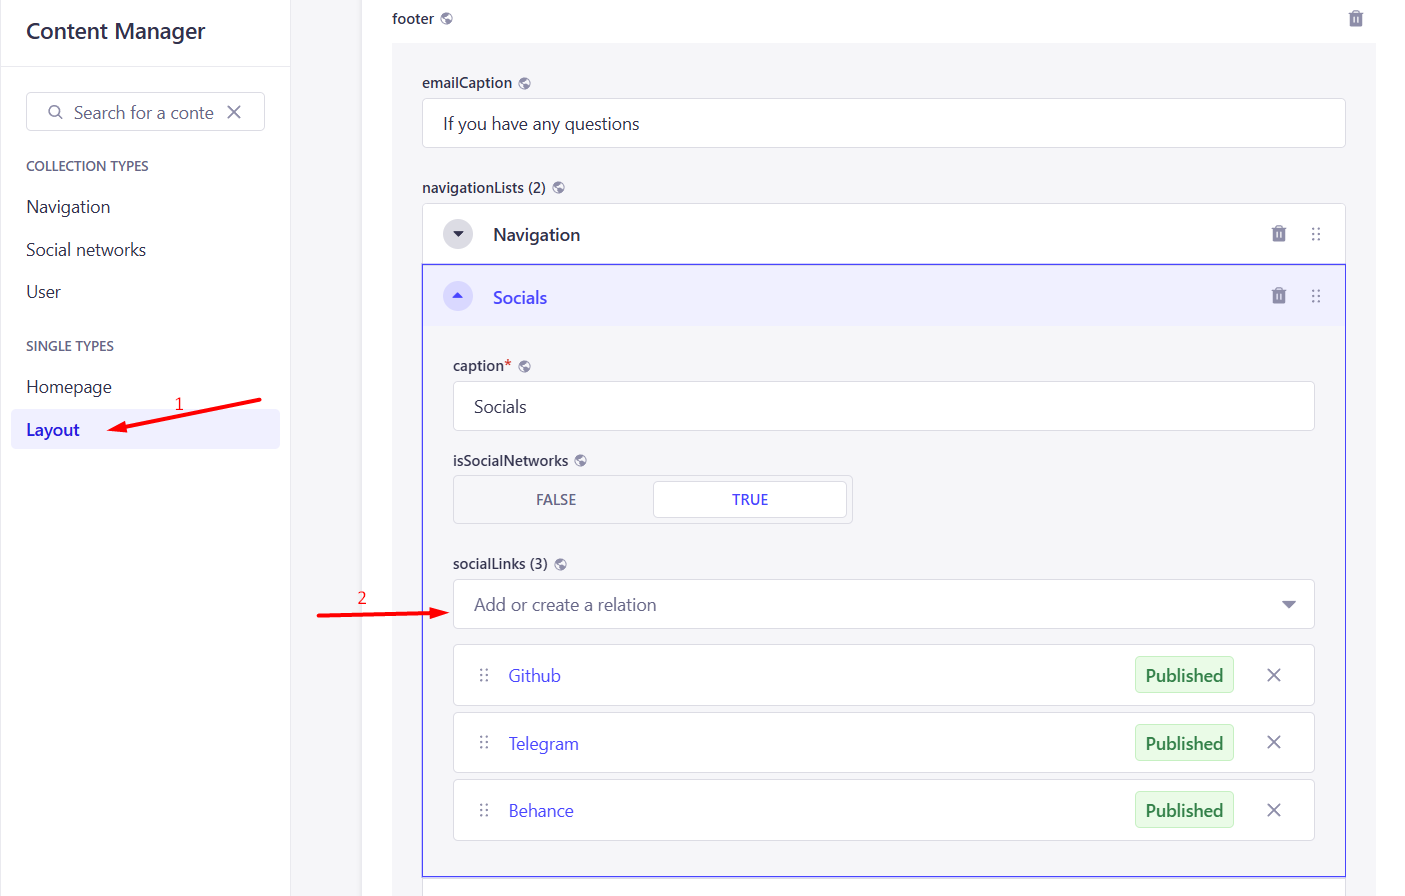 Content Manager
Search for a conte
COLLECTION TYPES
Navigation
Social networks
User
SINGLE TYPES
Homepage
Layout
1
footer
emailCaption
If you have any questions
navigationLists (2)
Navigation
Socials
caption*
Socials
isSocialNetworks
FALSE TRUE
socialLinks (3)
2
Add or create a relation
Github Published
Telegram Published
Behance Published